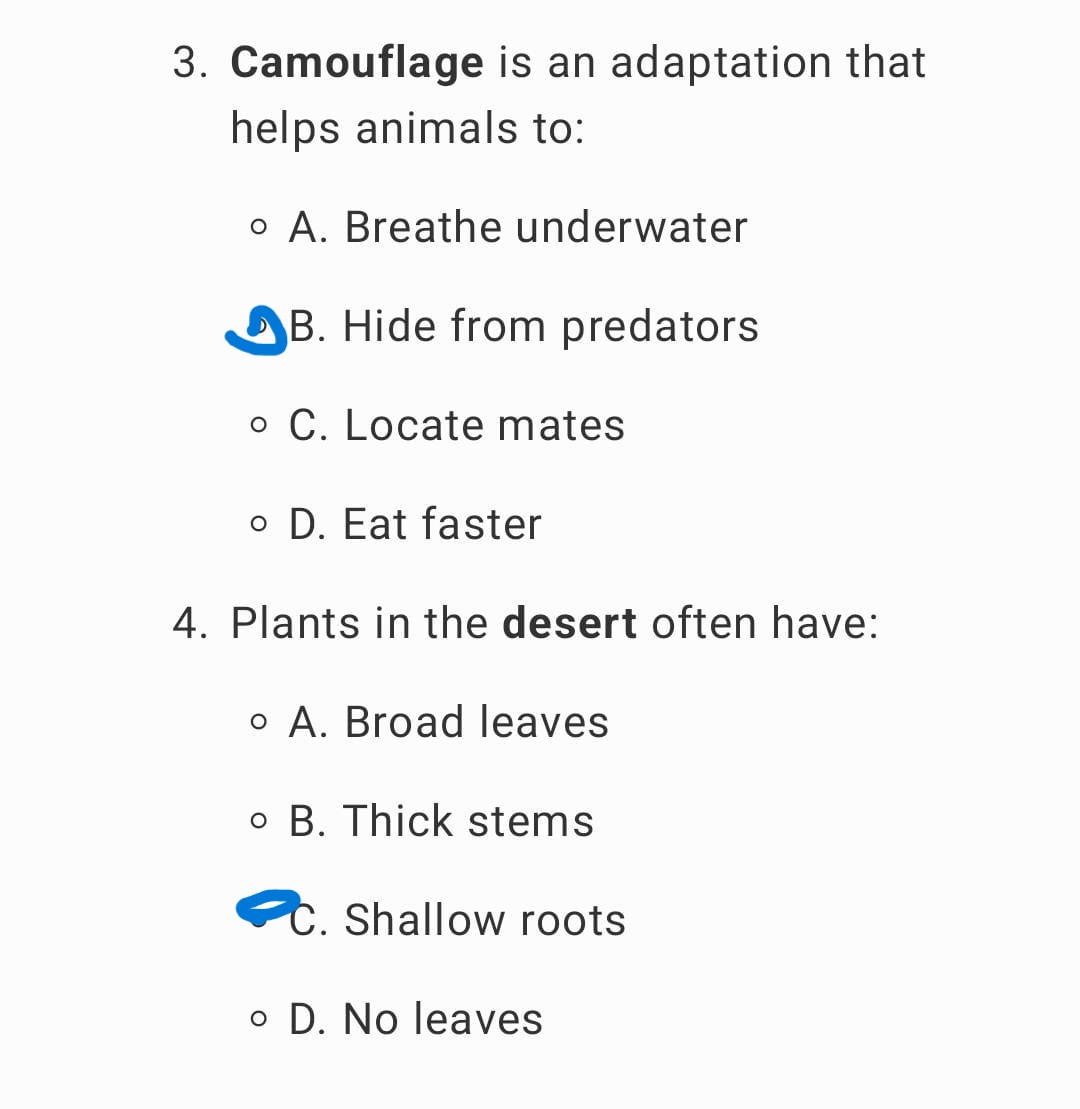 3. Camouflage is an adaptation that
helps animals to:
A. Breathe underwater
B. Hide from predators
C. Locate mates
D. Eat faster
4. Plants in the desert often have:
A. Broad leaves
B. Thick stems
C. Shallow roots
D. No leaves